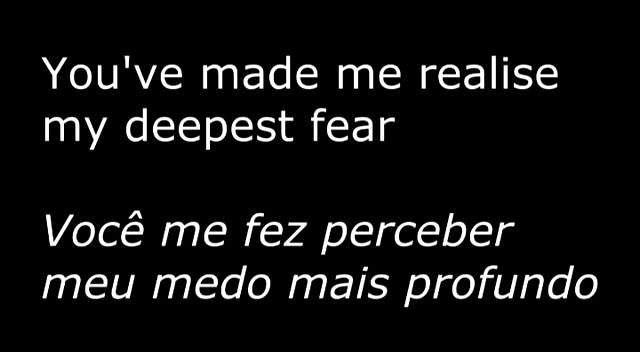 You've made me realise
my deepest fear
Você me fez perceber
meu medo mais profundo